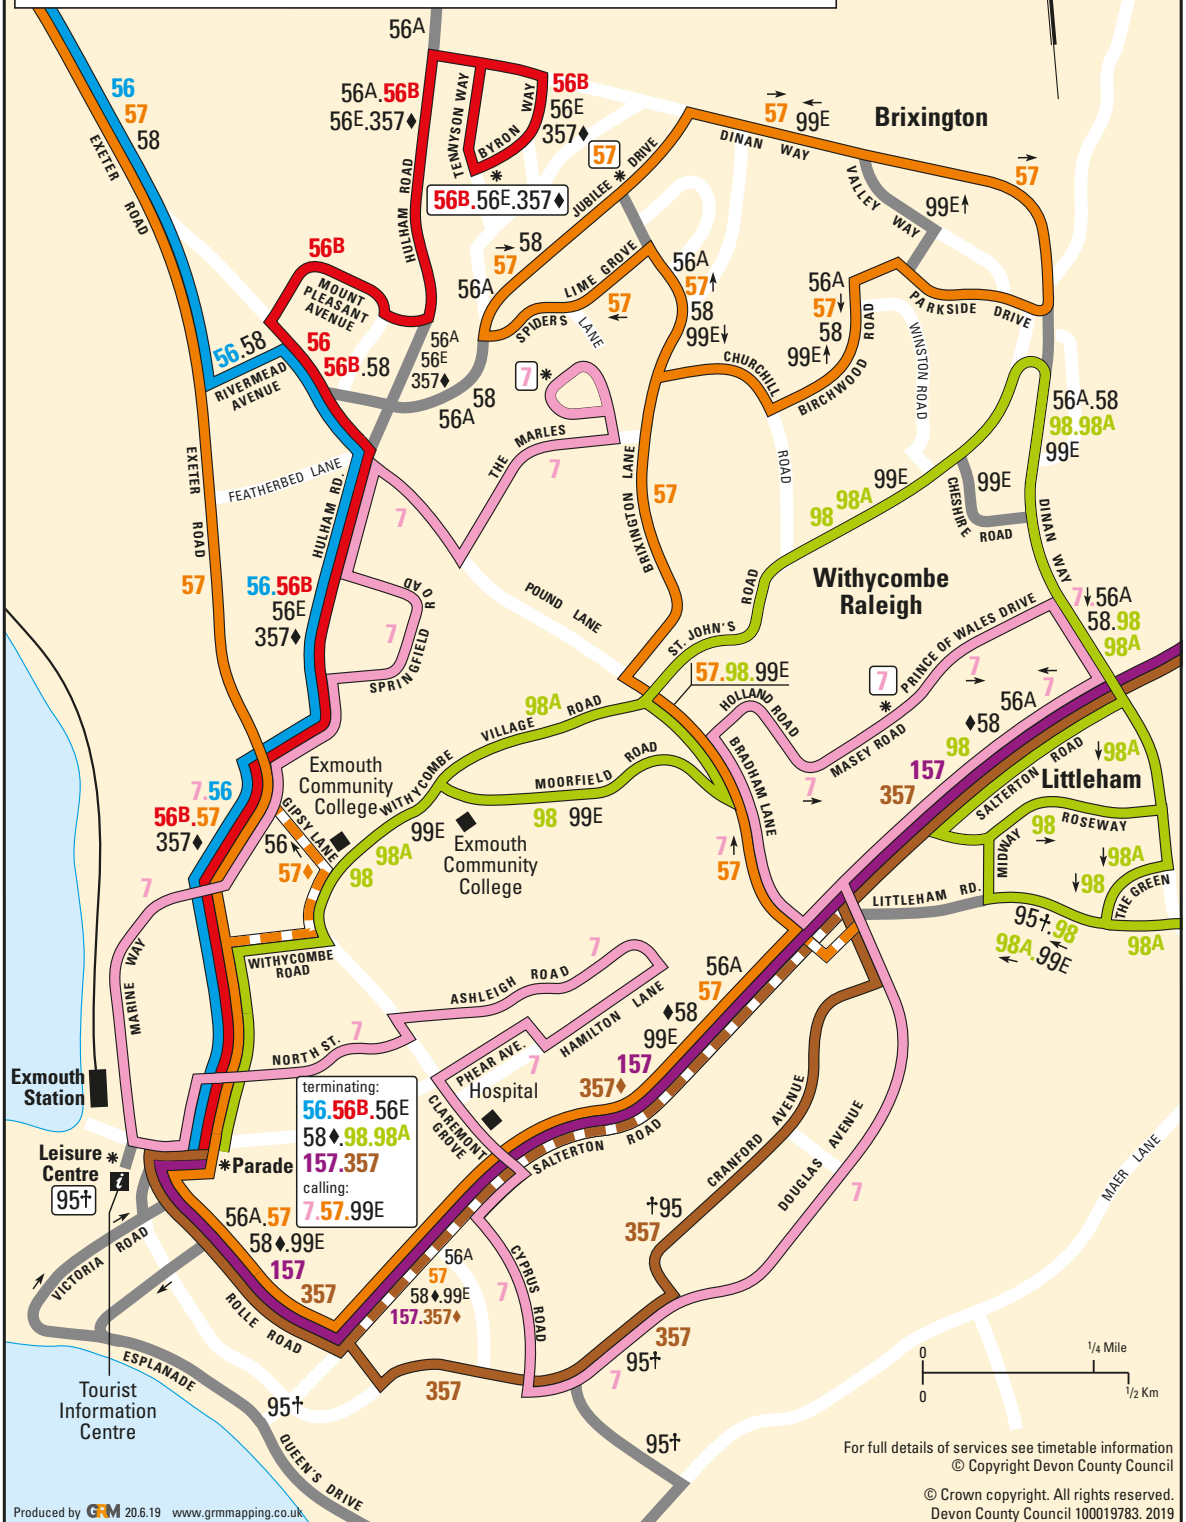 56A
56
57
58
EXETER ROAD
56A.56B
56E.357♦
TENNYSON WAY
BYRON WAY
56B
56E
357♦
56B.56E.357♦
HULHAM ROAD
57
JUBILEE DRIVE
→ ←
57 99E
DINAN WAY
Brixington
→
57
VALLEY WAY
99E↑
56B
MOUNT
PLEASANT
AVENUE
→ 58
57
56A
LIME GROVE
SPIDERS LANE
57
←
56A
57↑
58
99E↓
56A
57↓
58
99E↑
PARKSIDE DRIVE
BIRCHWOOD ROAD
WINSTON ROAD
CHURCHILL ROAD
56.58
RIVERMEAD
AVENUE
56
56B.58
56A
56E
357♦
58
56A
7
THE MARLES
7
56A.58
98.98A
99E
EXETER ROAD
FEATHERBED LANE
HULHAM RD.
7
BRIXINGTON LANE
57
99E
98A
98
CHESHIRE ROAD
99E
DINAN WAY
57
56.56B
56E
357♦
SPRINGFIELD ROAD
7
POUND LANE
ST. JOHN'S ROAD
Withycombe
Raleigh
57.98.99E
7
PRINCE OF WALES DRIVE
7
→
←
7
7↓56A
58.98
98A
98A
WITHYCOMBE VILLAGE ROAD
HOLLAND ROAD
MASEY ROAD
7
→
BRADHAM LANE
56A
♦58
98
157
357
SALTERTON ROAD
↓98A
Littleham
MOORFIELD ROAD
98 99E
Exmouth
Community
College
GIPSY LANE
56
57♦
7.56
56B.57
357♦
99E
98A
98
Exmouth
Community
College
7↑
57
98
→
ROSEWAY
MIDWAY
↓98A
↓98
THE GREEN
LITTLEHAM RD.
95†.98
←
98A.99E
←
98A
7
MARINE WAY
WITHYCOMBE
ROAD
ASHLEIGH ROAD
7
HAMILTON LANE
PHEAR AVE.
7
NORTH ST.
7
56A
57
♦58
99E
157
357♦
Exmouth
Station
terminating:
56.56B.56E
58♦.98.98A
157.357
calling:
7.57.99E
Hospital
CLAREMONT
GROVE
SALTERTON ROAD
CRANFORD AVENUE
DOUGLAS AVENUE
7
MAER LANE
Leisure
Centre
95†
i
Parade
56A.57
58♦.99E
157
357
†95
357
VICTORIA ROAD
ROLLE ROAD
56A
57
58♦.99E
157.357♦
7
CYPRUS ROAD
357
95†
7
357
ESPLANADE
Tourist
Information
Centre
95†
QUEEN'S DRIVE
95†
0 1/4 Mile
0 1/2 Km
For full details of services see timetable information
© Copyright Devon County Council
© Crown copyright. All rights reserved.
Devon County Council 100019783. 2019
Produced by GRM 20.6.19 www.grmmapping.co.uk